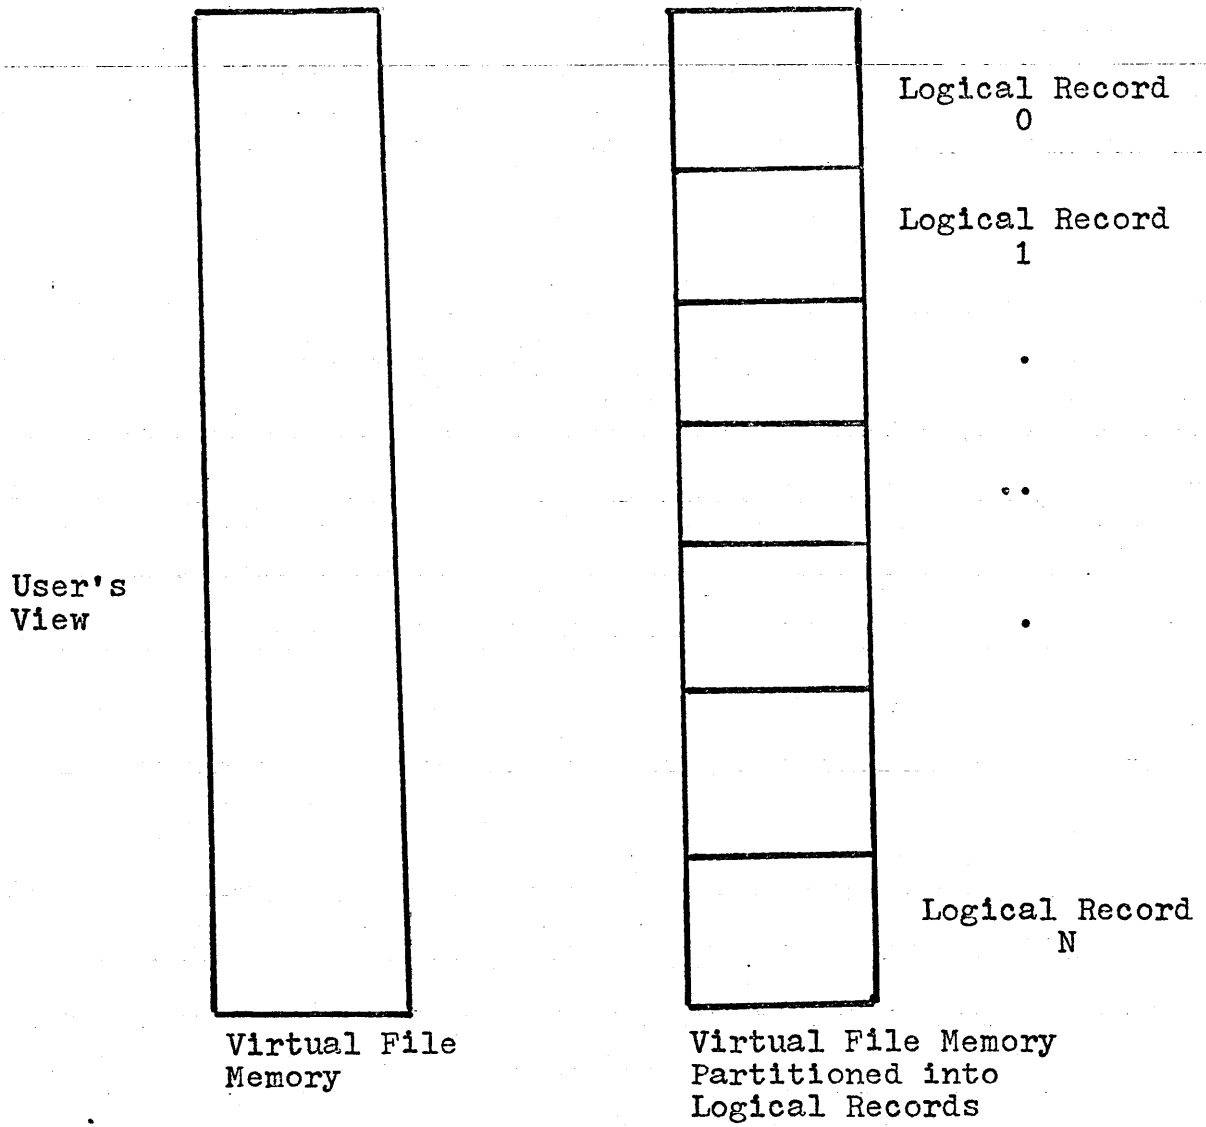 Logical Record
0
Logical Record
1
.
.
.
User's
View
Logical Record
N
Virtual File
Memory
Virtual File Memory
Partitioned into
Logical Records